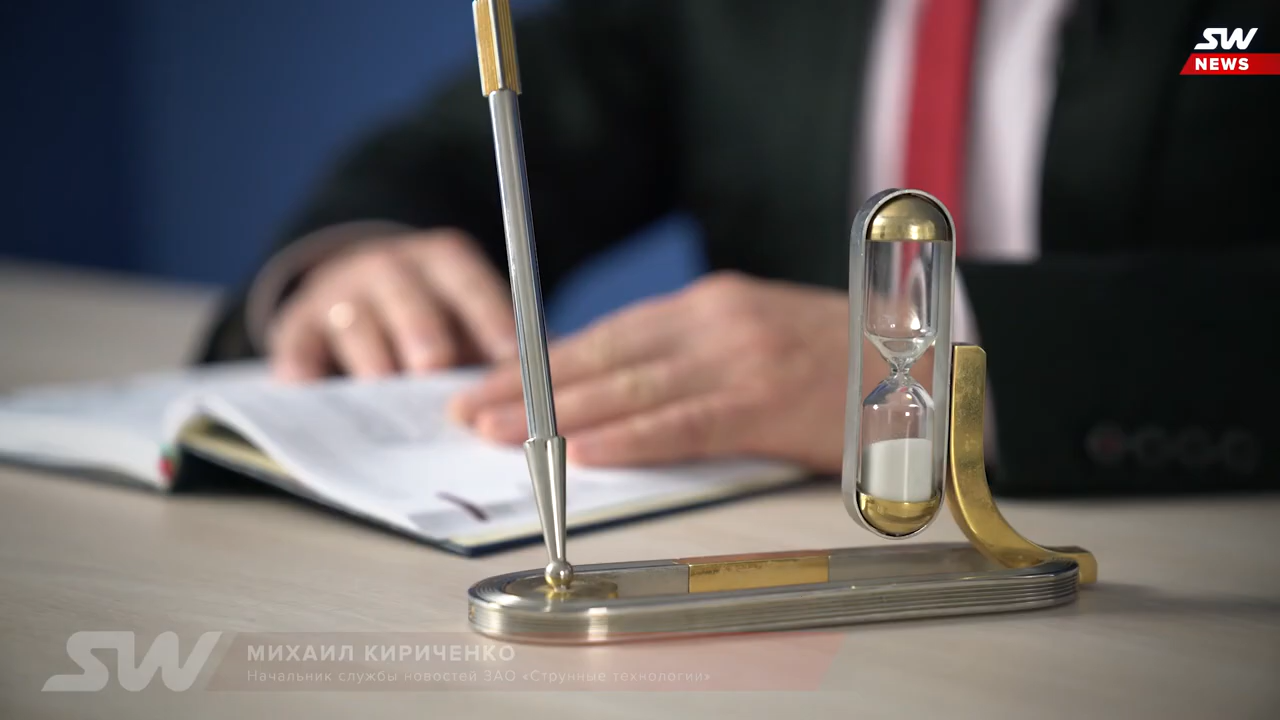 SW
NEWS
SW
МИХАИЛ КИРИЧЕНКО
Начальник службы новостей ЗАО «Струнные технологии»